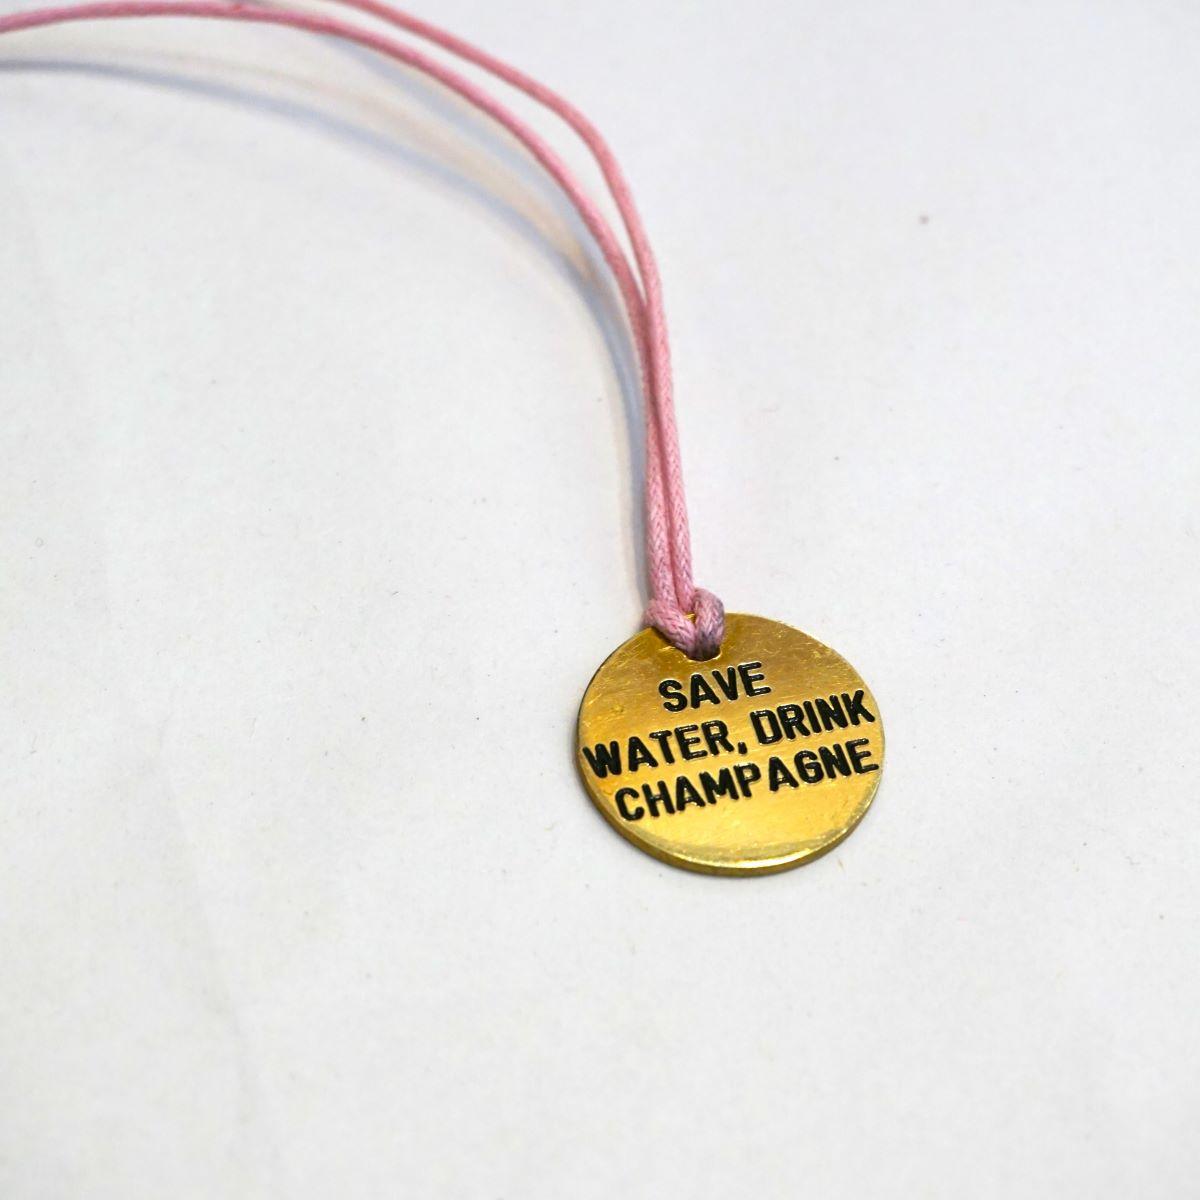 SAVE
WATER, DRINK
CHAMPAGNE